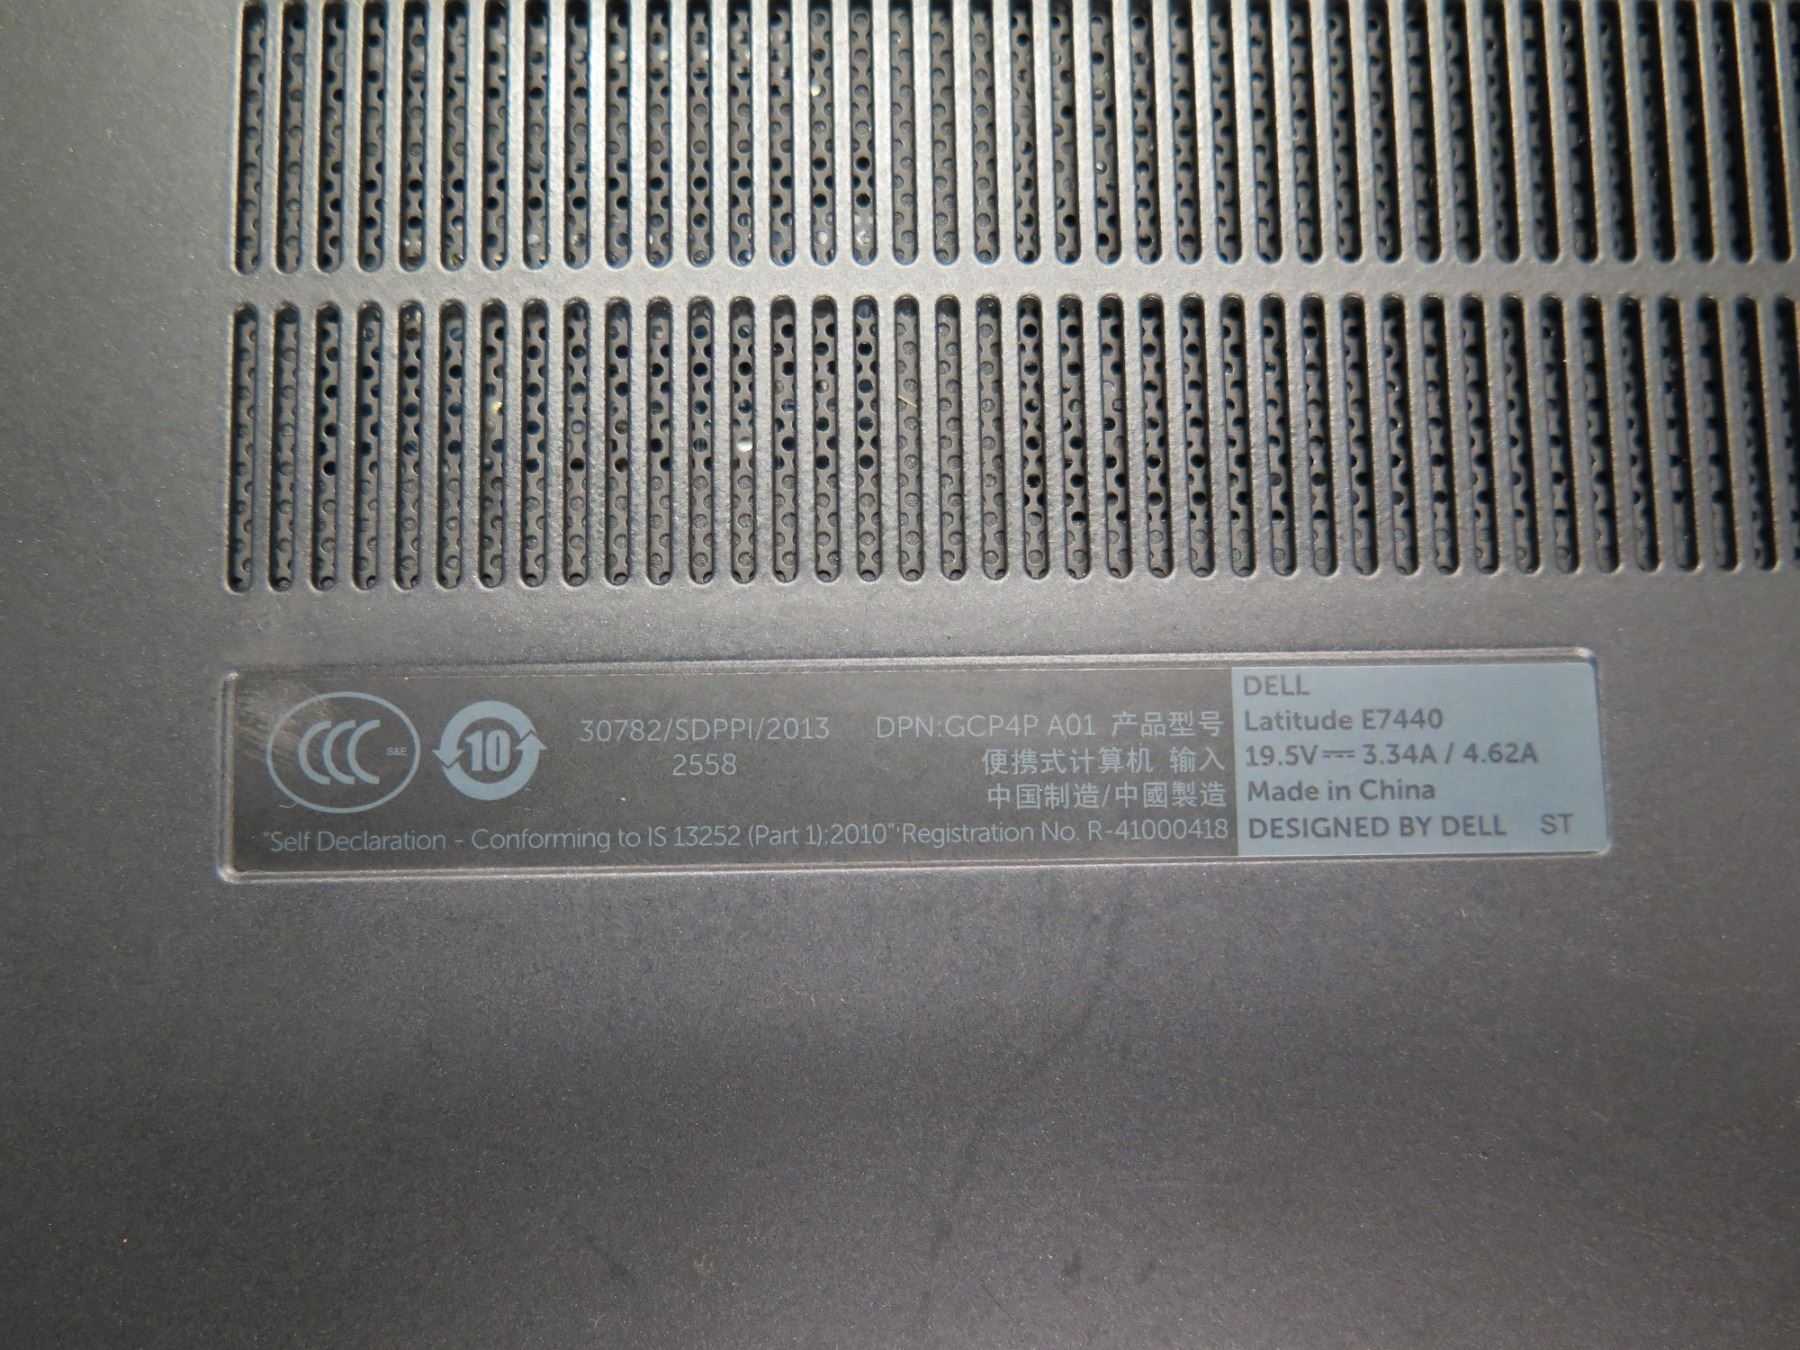 CCC S&E
10
30782/SDPPI/2013
2558
DPN:GCP4P A01 产品型号
便携式计算机 输入
中国制造/中國製造
"Self Declaration - Conforming to IS 13252 (Part 1):2010" Registration No. R-41000418
DELL
Latitude E7440
19.5V⎓ 3.34A / 4.62A
Made in China
DESIGNED BY DELL ST